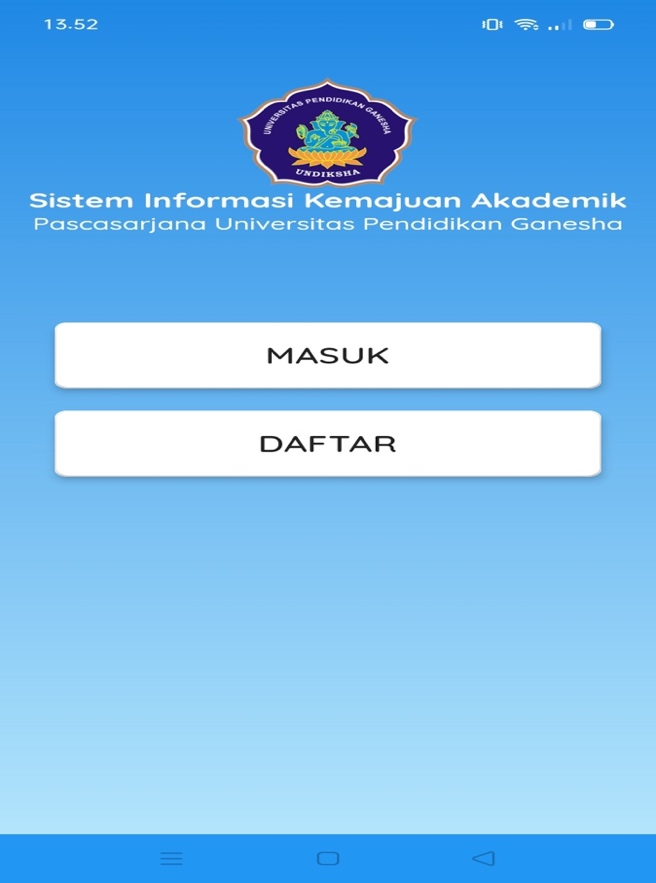 13.52
UNIVERSITAS PENDIDIKAN GANESHA
UNDIKSHA
Sistem Informasi Kemajuan Akademik
Pascasarjana Universitas Pendidikan Ganesha
MASUK
DAFTAR